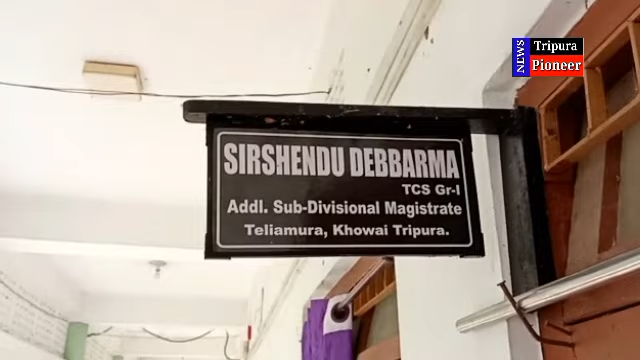 NEWS
Tripura
Pioneer
SIRSHENDU DEBBARMA
TCS Gr-I
Addl. Sub-Divisional Magistrate
Teliamura, Khowai Tripura.